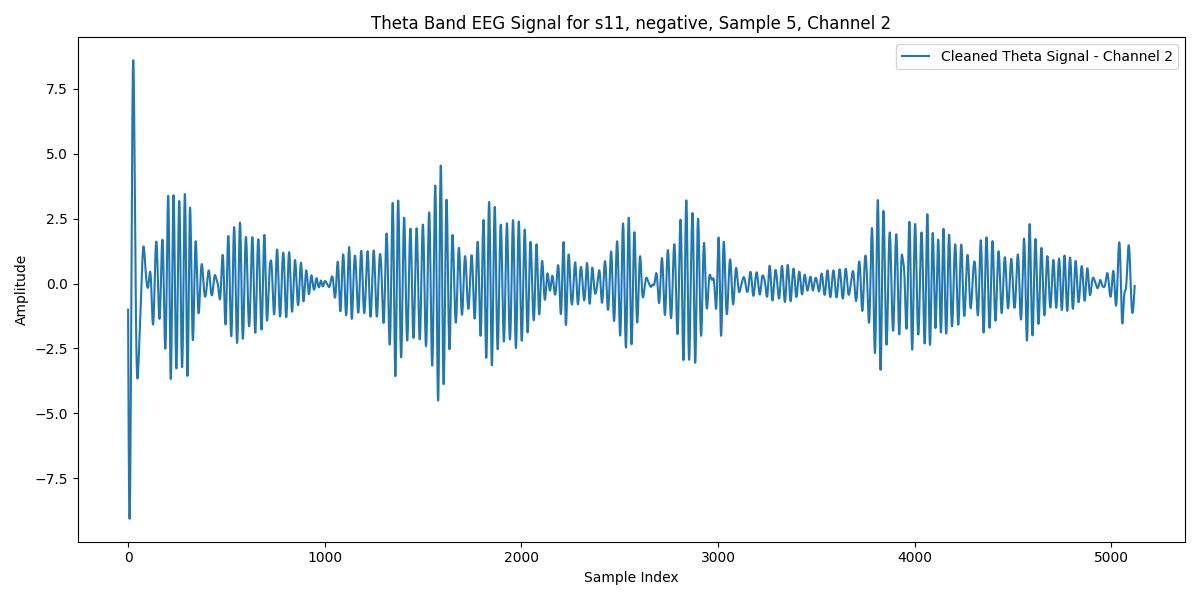 Theta Band EEG Signal for s11, negative, Sample 5, Channel 2
Cleaned Theta Signal - Channel 2
Amplitude
7.5
5.0
2.5
0.0
−2.5
−5.0
−7.5
0 1000 2000 3000 4000 5000
Sample Index